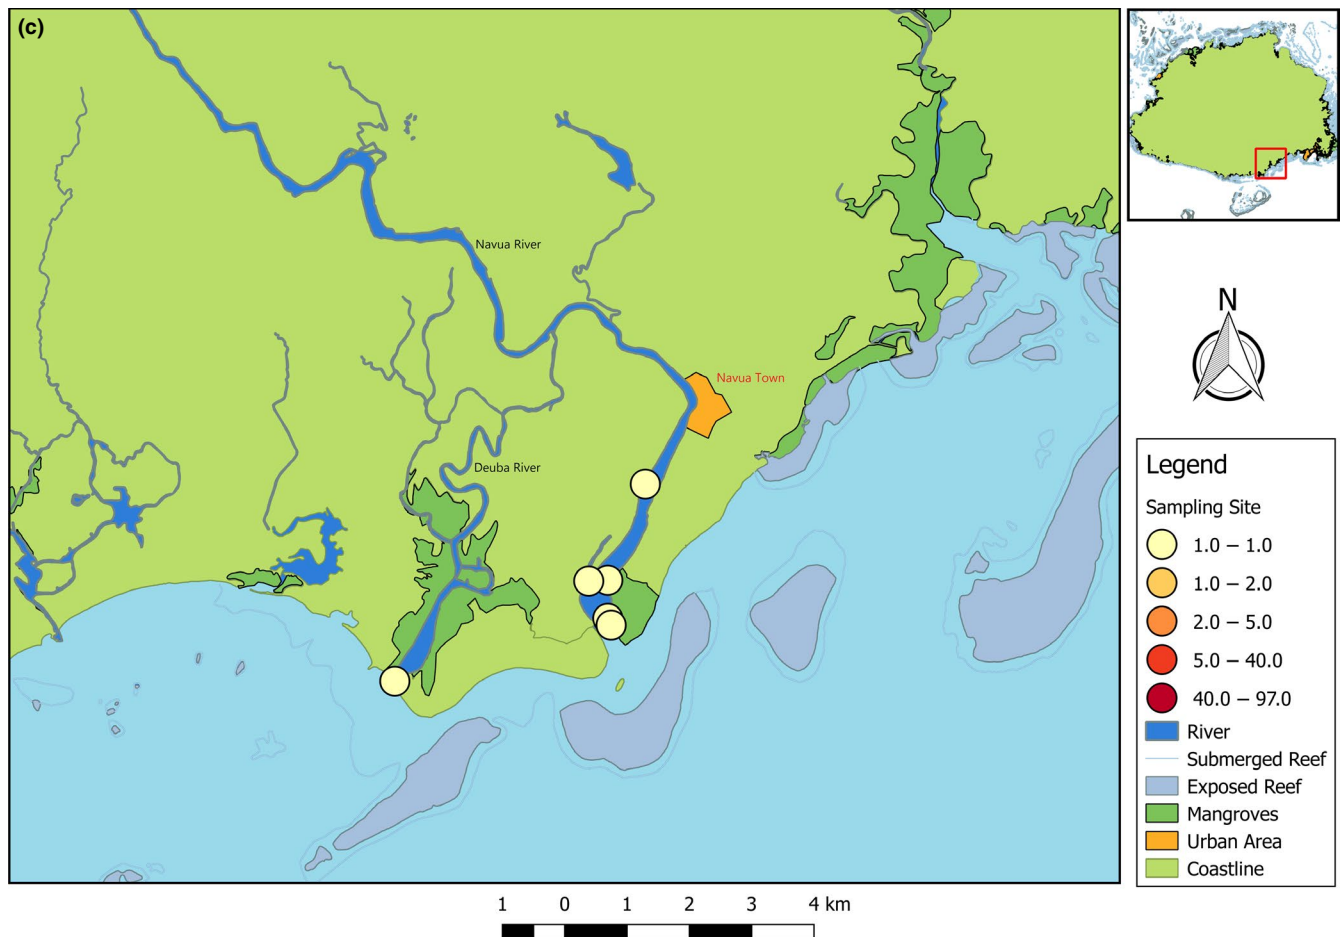 (c)
Navua River
Navua Town
Deuba River
N
Legend
Sampling Site
1.0 – 1.0
1.0 – 2.0
2.0 – 5.0
5.0 – 40.0
40.0 – 97.0
River
Submerged Reef
Exposed Reef
Mangroves
Urban Area
Coastline
1 0 1 2 3 4 km